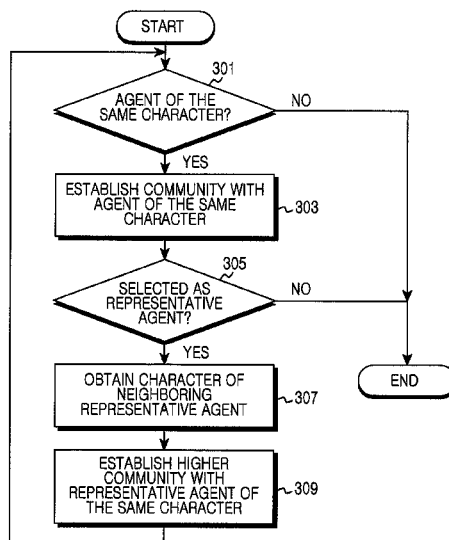 START
301
AGENT OF THE
SAME CHARACTER?
NO
YES
ESTABLISH COMMUNITY WITH
AGENT OF THE SAME
CHARACTER
303
305
SELECTED AS
REPRESENTATIVE
AGENT?
NO
YES
OBTAIN CHARACTER OF
NEIGHBORING
REPRESENTATIVE AGENT
307
END
ESTABLISH HIGHER
COMMUNITY WITH
REPRESENTATIVE AGENT OF
THE SAME CHARACTER
309